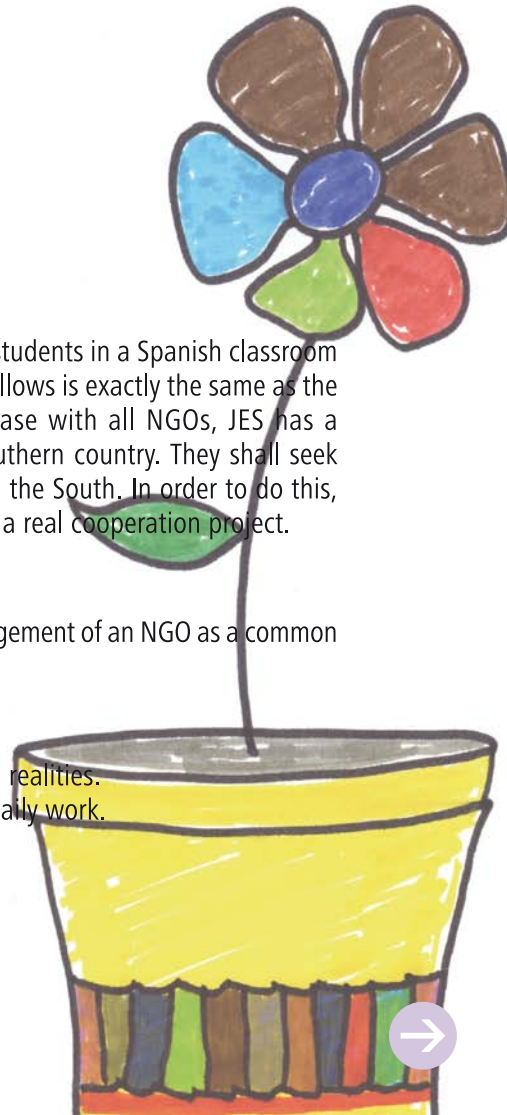 students in a Spanish classroom
llows is exactly the same as the
ase with all NGOs, JES has a
uthern country. They shall seek
the South. In order to do this,
a real cooperation project.
gement of an NGO as a common
realities.
aily work.